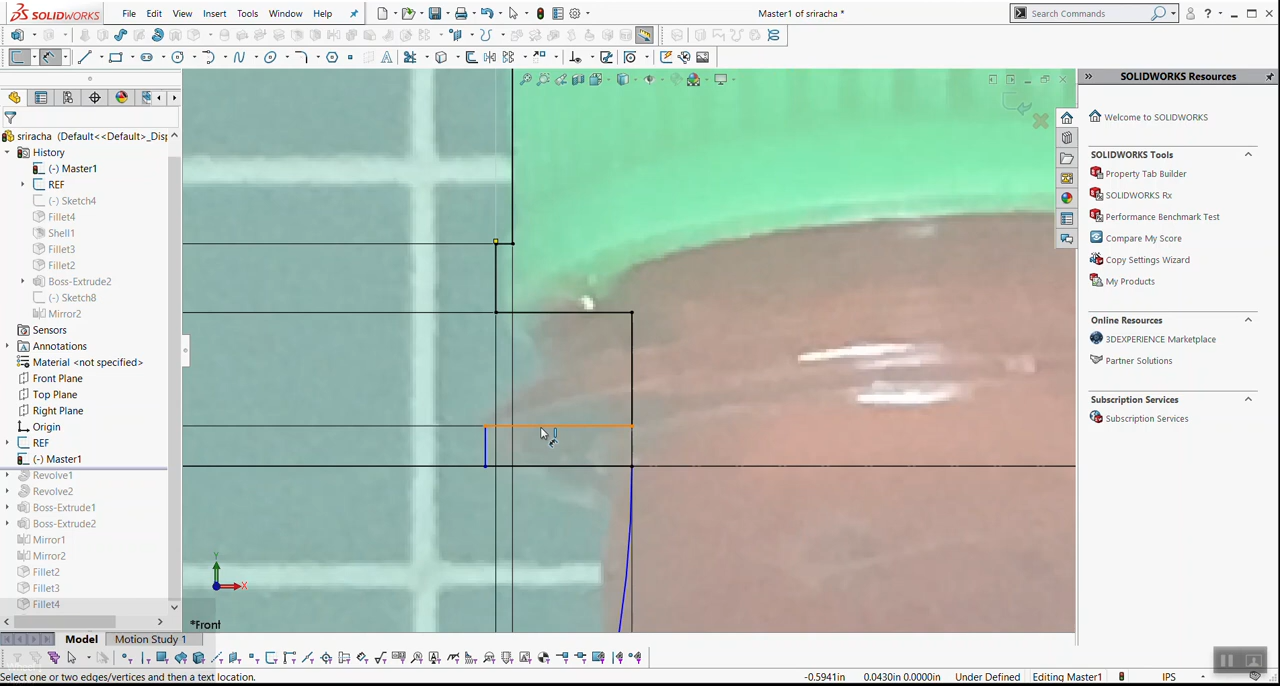 SOLIDWORKS File Edit View Insert Tools Window Help Master1 of sriracha * Search Commands ?
SOLIDWORKS Resources
sriracha (Default<<Default>_Disp
History
(-) Master1
REF
(-) Sketch4
Fillet4
Shell1
Fillet3
Fillet2
Boss-Extrude2
(-) Sketch8
Mirror2
Sensors
Annotations
Material <not specified>
Front Plane
Top Plane
Right Plane
Origin
REF
(-) Master1
Revolve1
Revolve2
Boss-Extrude1
Boss-Extrude2
Mirror1
Mirror2
Fillet2
Fillet3
Fillet4
Y
X
*Front
Welcome to SOLIDWORKS
SOLIDWORKS Tools
Property Tab Builder
SOLIDWORKS Rx
Performance Benchmark Test
Compare My Score
Copy Settings Wizard
My Products
Online Resources
3DEXPERIENCE Marketplace
Partner Solutions
Subscription Services
Subscription Services
Model Motion Study 1
Select one or two edges/vertices and then a text location. -0.5941in 0.0430in 0.0000in Under Defined Editing Master1 IPS